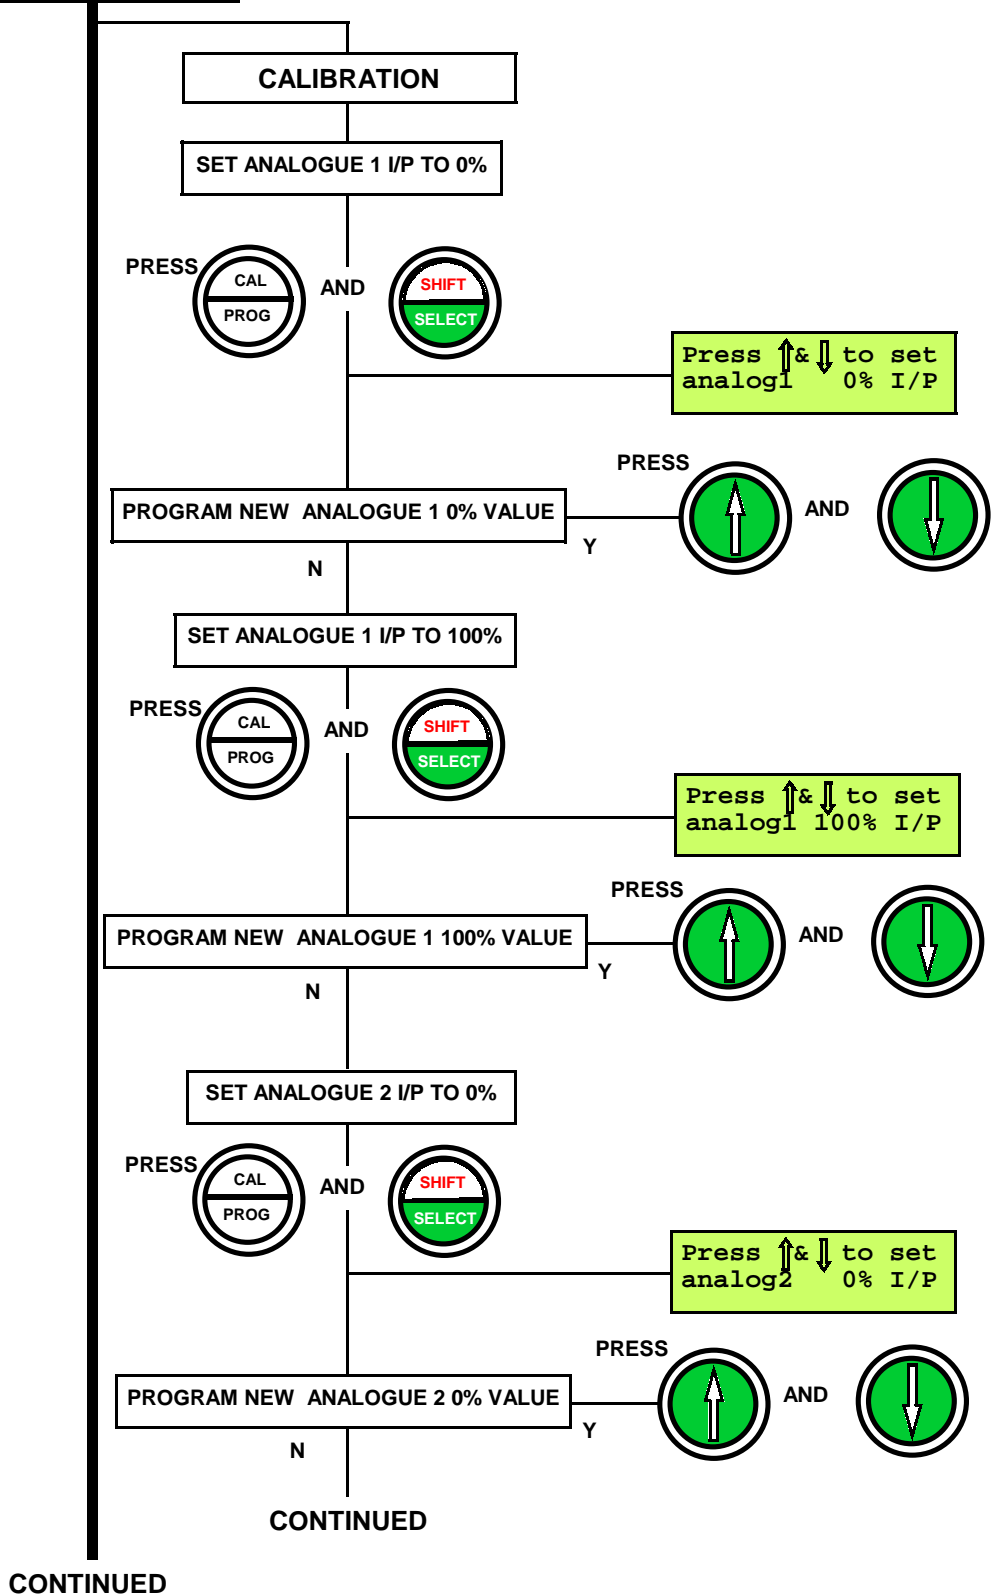 CALIBRATION
SET ANALOGUE 1 I/P TO 0%
PRESS
CAL
PROG
AND
SHIFT
SELECT
Press ⇑& ⇓ to set
analog1 0% I/P
PRESS
PROGRAM NEW ANALOGUE 1 0% VALUE
AND
Y
N
SET ANALOGUE 1 I/P TO 100%
PRESS
CAL
PROG
AND
SHIFT
SELECT
Press ⇑& ⇓ to set
analog1 100% I/P
PRESS
PROGRAM NEW ANALOGUE 1 100% VALUE
AND
Y
N
SET ANALOGUE 2 I/P TO 0%
PRESS
CAL
PROG
AND
SHIFT
SELECT
Press ⇑& ⇓ to set
analog2 0% I/P
PRESS
PROGRAM NEW ANALOGUE 2 0% VALUE
AND
Y
N
CONTINUED
CONTINUED